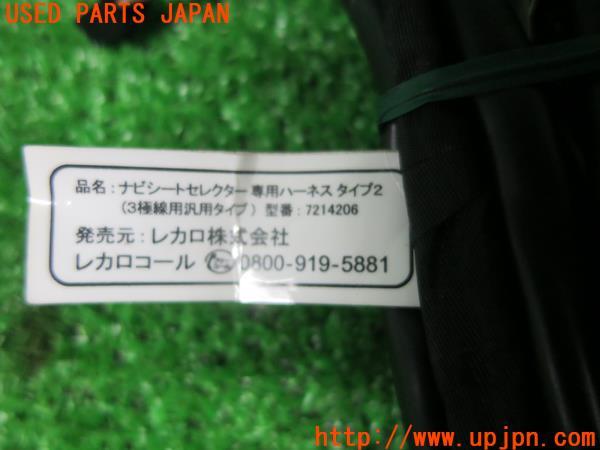 USED PARTS JAPAN
品名：ナビシートセレクター 専用ハーネス タイプ2
（3極線用汎用タイプ）型番：7214206
発売元：レカロ株式会社
レカロコール 0800-919-5881
http://www.upjpn.com/